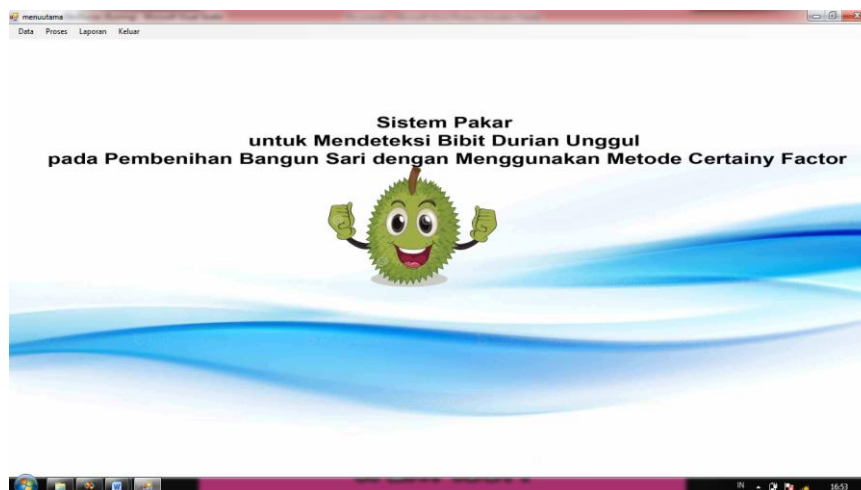 menuutama
Data Proses Laporan Keluar
Sistem Pakar
untuk Mendeteksi Bibit Durian Unggul
pada Pembenihan Bangun Sari dengan Menggunakan Metode Certainy Factor
IN 16:53